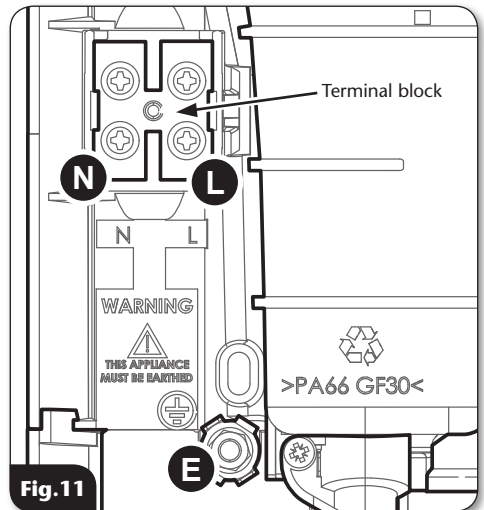 Terminal block
N L
N L
WARNING
THIS APPLIANCE
MUST BE EARTHED
>PA66 GF30<
E
Fig.11